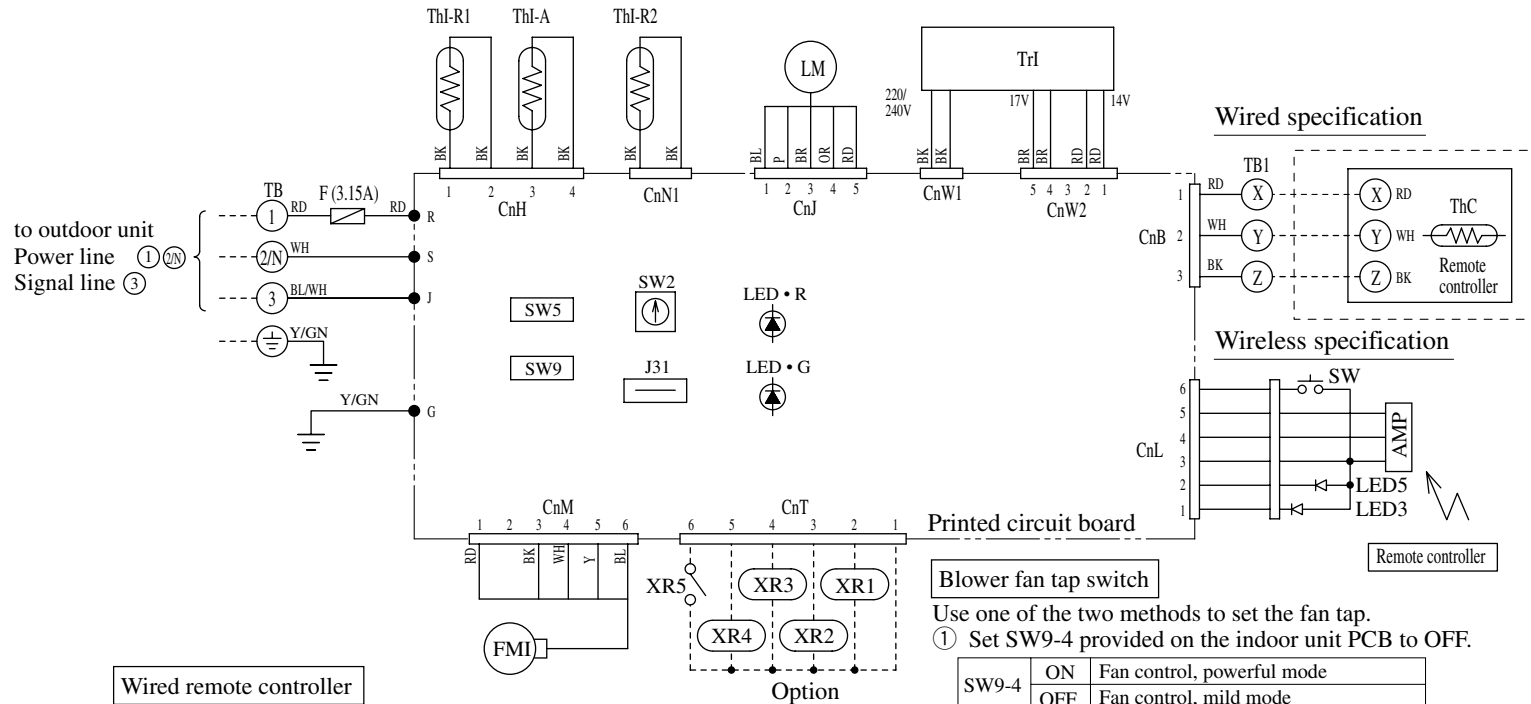 ThI-R1 ThI-A ThI-R2
LM
TrI
220/
240V
17V 14V
BK BK BK BK BK BK BL P BR OR RD BK BK BR BR RD RD
1 2 3 4
CnH
CnN1
1 2 3 4 5
CnJ
CnW1
5 4 3 2 1
CnW2
Wired specification
TB F (3.15A)
1 RD RD R
2/N WH S
3 BL/WH J
Y/GN
Y/GN G
to outdoor unit
Power line ① 2/N
Signal line ③
SW5
SW2
LED • R
SW9
J31
LED • G
CnB
TB1
1 RD X X RD
2 WH Y Y WH
3 BK Z Z BK
ThC
Remote
controller
Wireless specification
CnL
6 SW
5
4
3
2 LED5
1 LED3
AMP
Remote controller
CnM
1 2 3 4 5 6
RD BK WH Y BL
FMI
CnT
6 5 4 3 2 1
XR5 XR3 XR1
XR4 XR2
Option
Printed circuit board
Blower fan tap switch
Use one of the two methods to set the fan tap.
① Set SW9-4 provided on the indoor unit PCB to OFF.
SW9-4 ON Fan control, powerful mode
OFF Fan control, mild mode
Wired remote controller